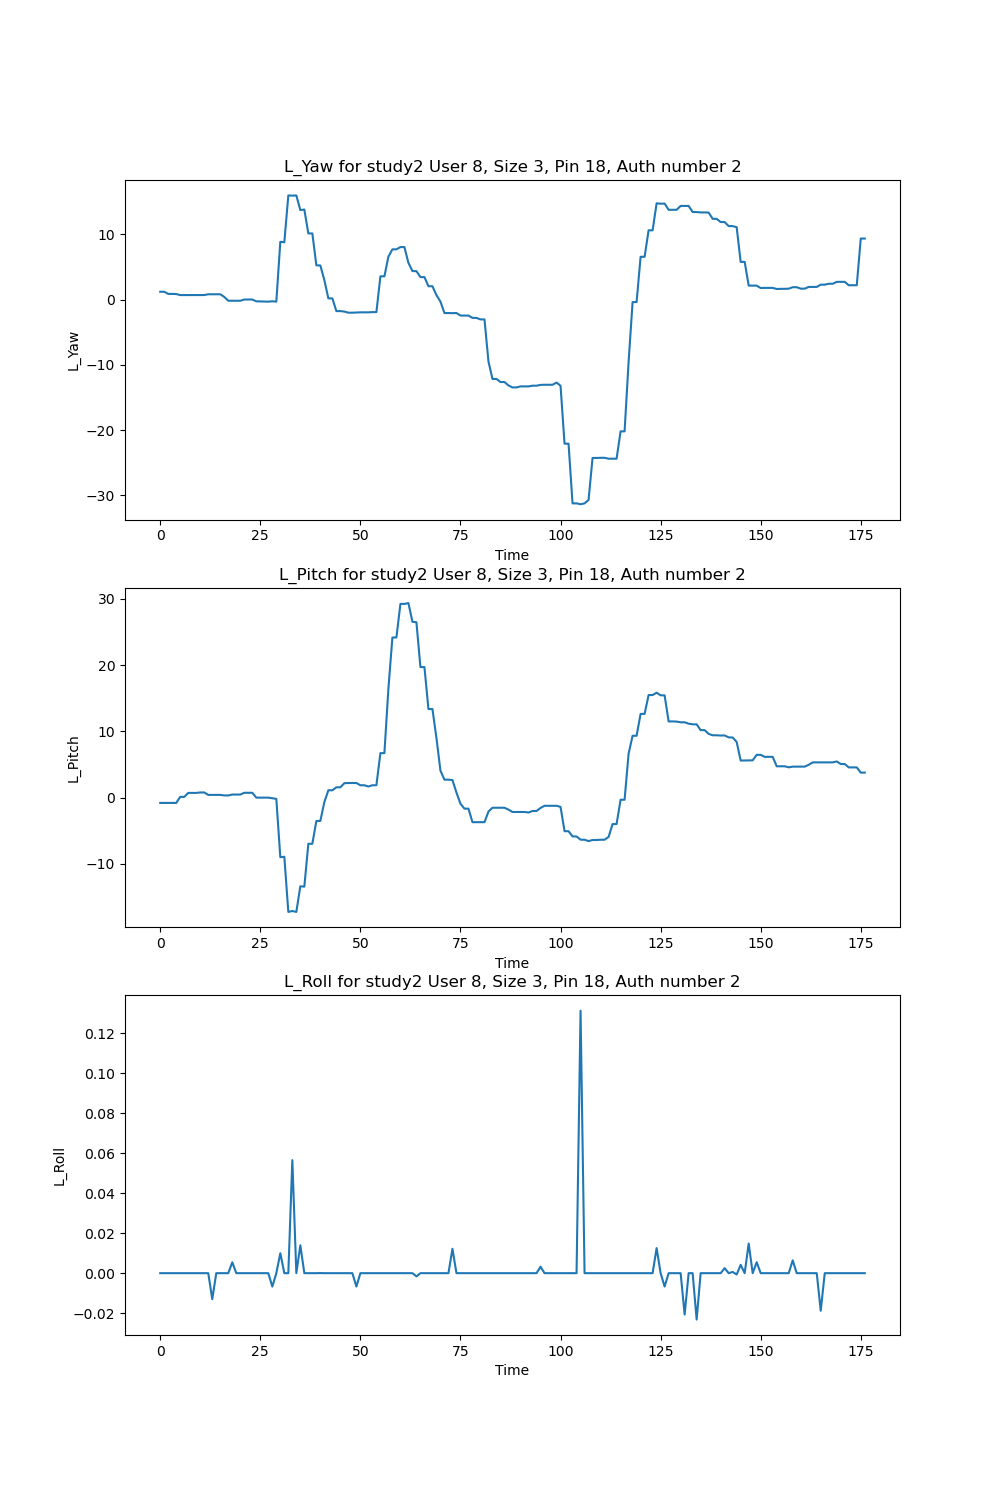 L_Yaw for study2 User 8, Size 3, Pin 18, Auth number 2
10
0
−10
−20
−30
L_Yaw
0 25 50 75 100 125 150 175
Time
L_Pitch for study2 User 8, Size 3, Pin 18, Auth number 2
30
20
10
0
−10
L_Pitch
0 25 50 75 100 125 150 175
Time
L_Roll for study2 User 8, Size 3, Pin 18, Auth number 2
0.12
0.10
0.08
0.06
0.04
0.02
0.00
−0.02
L_Roll
0 25 50 75 100 125 150 175
Time